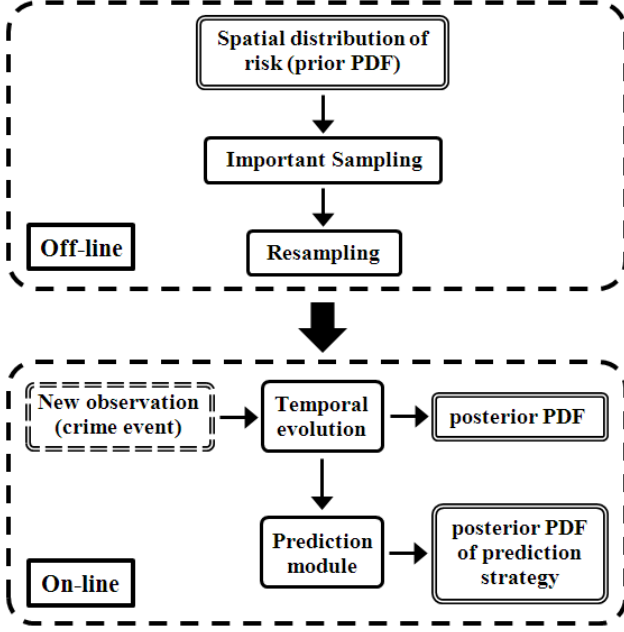 Spatial distribution of
risk (prior PDF)
Important Sampling
Resampling
Off-line
New observation
(crime event)
Temporal
evolution
posterior PDF
Prediction
module
posterior PDF
of prediction
strategy
On-line